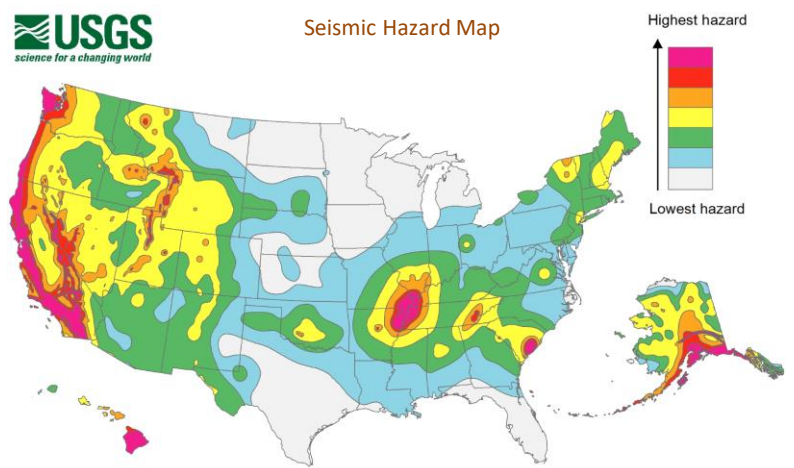 USGS
science for a changing world
Seismic Hazard Map
Highest hazard
Lowest hazard